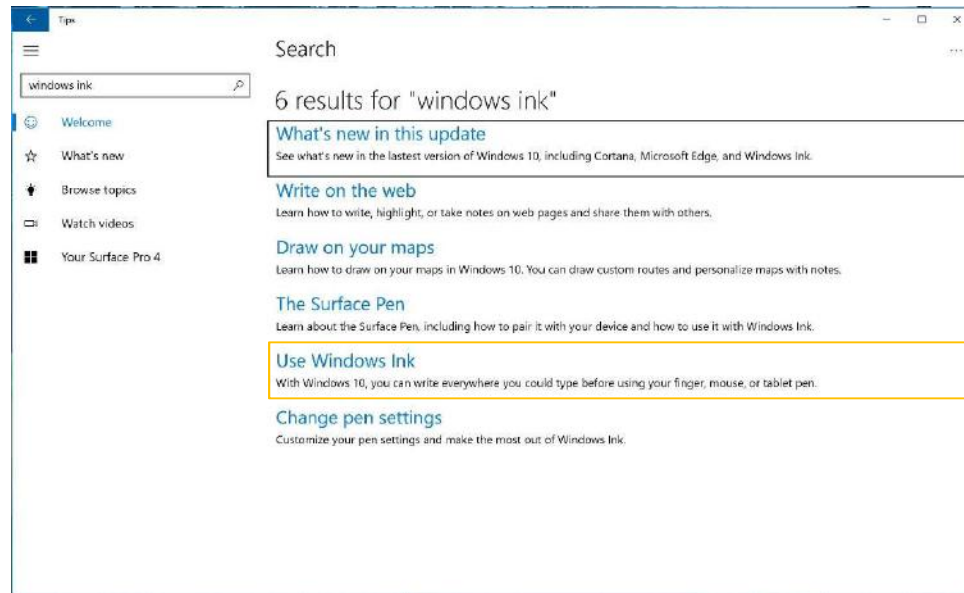 Tips
Search
windows ink
Welcome
What's new
Browse topics
Watch videos
Your Surface Pro 4
6 results for "windows ink"
What's new in this update
See what's new in the lastest version of Windows 10, including Cortana, Microsoft Edge, and Windows Ink.
Write on the web
Learn how to write, highlight, or take notes on web pages and share them with others.
Draw on your maps
Learn how to draw on your maps in Windows 10. You can draw custom routes and personalize maps with notes.
The Surface Pen
Learn about the Surface Pen, including how to pair it with your device and how to use it with Windows Ink.
Use Windows Ink
With Windows 10, you can write everywhere you could type before using your finger, mouse, or tablet pen.
Change pen settings
Customize your pen settings and make the most out of Windows Ink.